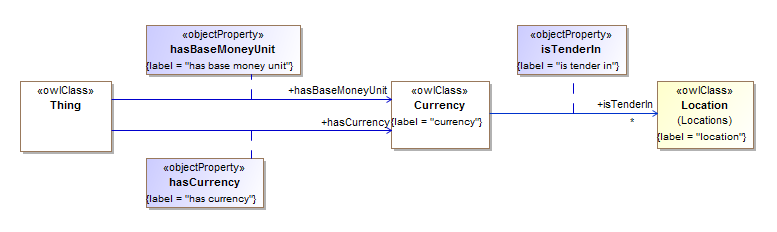 «objectProperty»
hasBaseMoneyUnit
{label = "has base money unit"}
«objectProperty»
isTenderIn
{label = "is tender in"}
«owlClass»
Thing
+hasBaseMoneyUnit
+hasCurrency
«owlClass»
Currency
{label = "currency"}
+isTenderIn
*
«owlClass»
Location
(Locations)
{label = "location"}
«objectProperty»
hasCurrency
{label = "has currency"}